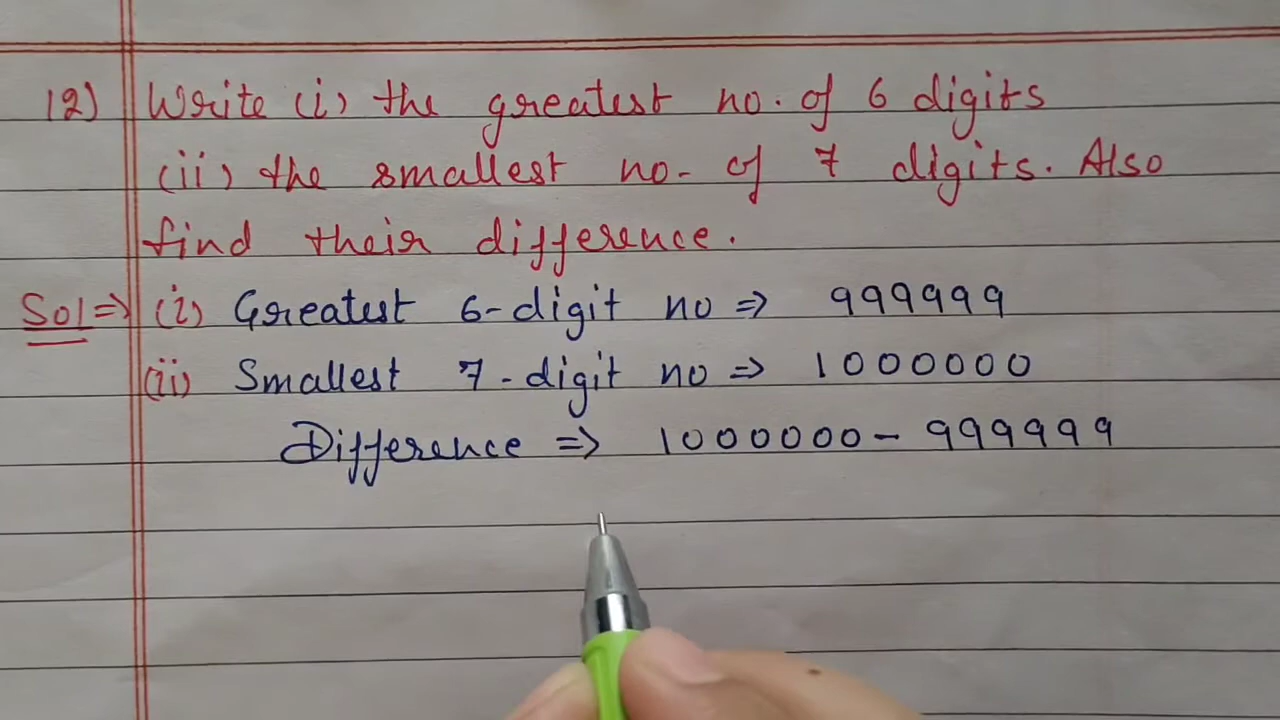 12) Write (i) the greatest no. of 6 digits
(ii) the smallest no. of 7 digits. Also
find their difference.
Sol⇒ (i) Greatest 6-digit no ⇒ 999999
(ii) Smallest 7-digit no ⇒ 1000000
Difference ⇒ 1000000 - 999999